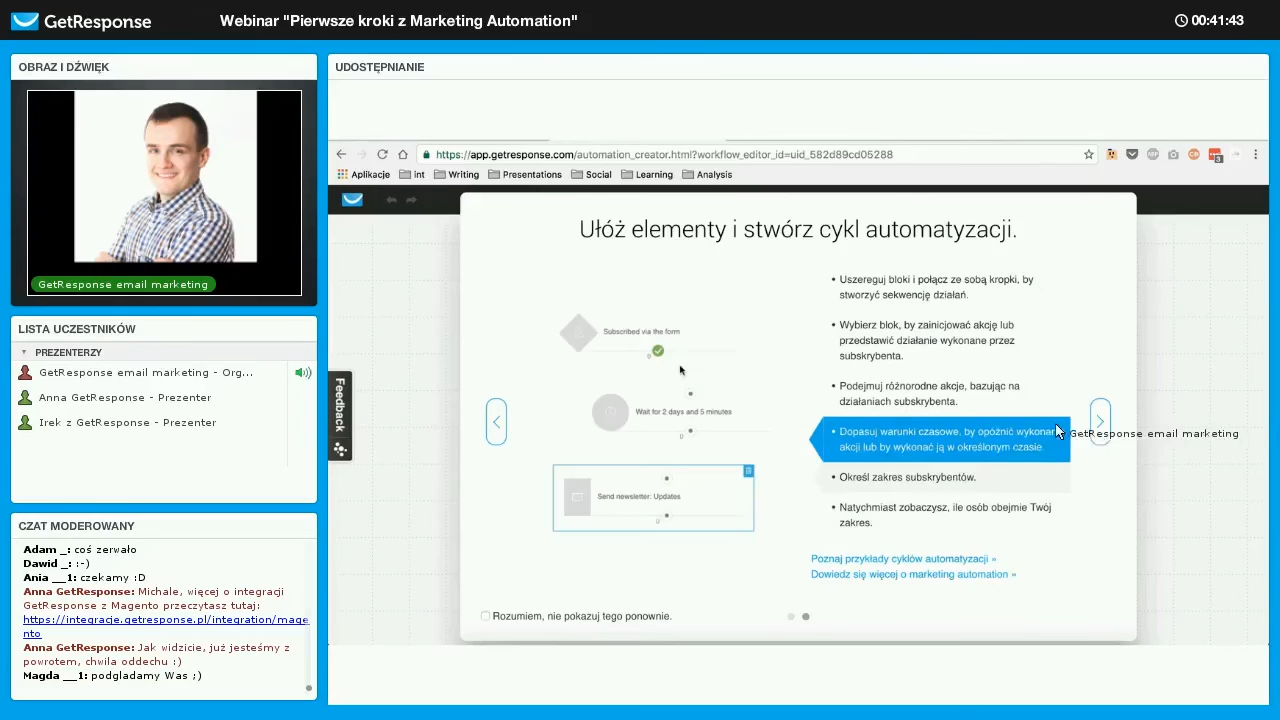 GetResponse
Webinar "Pierwsze kroki z Marketing Automation"
00:41:43
OBRAZ I DŹWIĘK
GetResponse email marketing
LISTA UCZESTNIKÓW
PREZENTERZY
GetResponse email marketing - Org...
Anna GetResponse - Prezenter
Irek z GetResponse - Prezenter
CZAT MODEROWANY
Adam _: coś zerwało
Dawid _: :-)
Ania __1: czekamy :D
Anna GetResponse: Michale, więcej o integracji
GetResponse z Magento przeczytasz tutaj:
https://integracje.getresponse.pl/integration/mage
nto
Anna GetResponse: Jak widzicie, już jesteśmy z
powrotem, chwila oddechu :)
Magda __1: podgladamy Was ;)
UDOSTĘPNIANIE
https://app.getresponse.com/automation_creator.html?workflow_editor_id=uid_582d89cd05288
Aplikacje int Writing Presentations Social Learning Analysis
Feedback
Ułóż elementy i stwórz cykl automatyzacji.
Subscribed via the form
0
Wait for 2 days and 5 minutes
0
Send newsletter: Updates
0
• Uszereguj bloki i połącz ze sobą kropki, by
stworzyć sekwencję działań.
• Wybierz blok, by zainicjować akcję lub
przedstawić działanie wykonane przez
subskrybenta.
• Podejmuj różnorodne akcje, bazując na
działaniach subskrybenta.
• Dopasuj warunki czasowe, by opóźnić wykonan
akcji lub by wykonać ją w określonym czasie.
GetResponse email marketing
• Określ zakres subskrybentów.
• Natychmiast zobaczysz, ile osób obejmie Twój
zakres.
Poznaj przykłady cyklów automatyzacji »
Dowiedz się więcej o marketing automation »
Rozumiem, nie pokazuj tego ponownie.